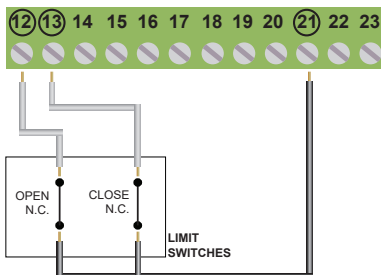 12 13 14 15 16 17 18 19 20 21 22 23
OPEN
N.C.
CLOSE
N.C.
LIMIT
SWITCHES